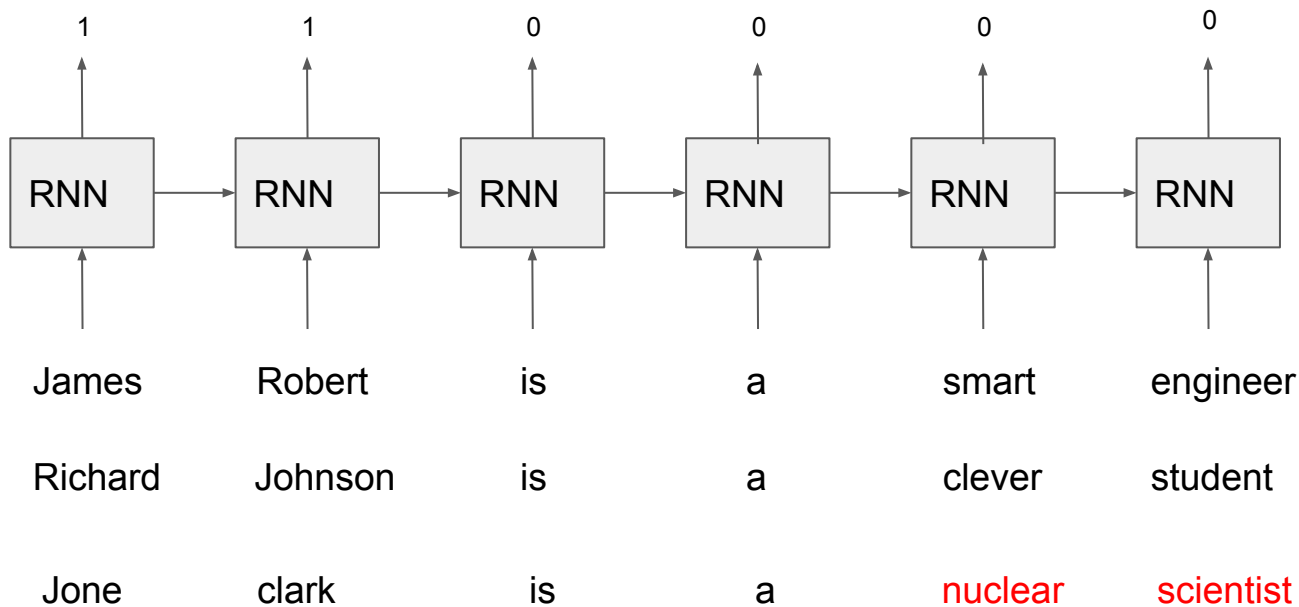 1 1 0 0 0 0
RNN RNN RNN RNN RNN RNN
James Robert is a smart engineer
Richard Johnson is a clever student
Jone clark is a nuclear scientist